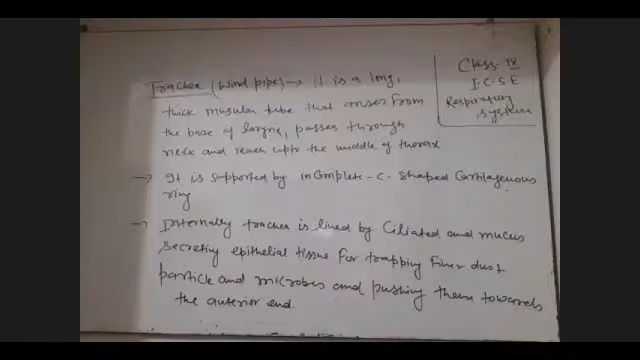 Trachea (Wind pipe) → It is a long,
thick musular tube that arises from
the base of larynx, passes through
neck and reach upto the middle of thorax
→ It is supported by incomplete-C-shaped Cartilagenous
ring
→ Internally trachea is lined by Ciliated and mucus
secreting epithelial tissue for trapping finer dust
particle and microbes and pushing them towards
the anterior end.
Class-IX
I.C.S.E
Respiratory
system